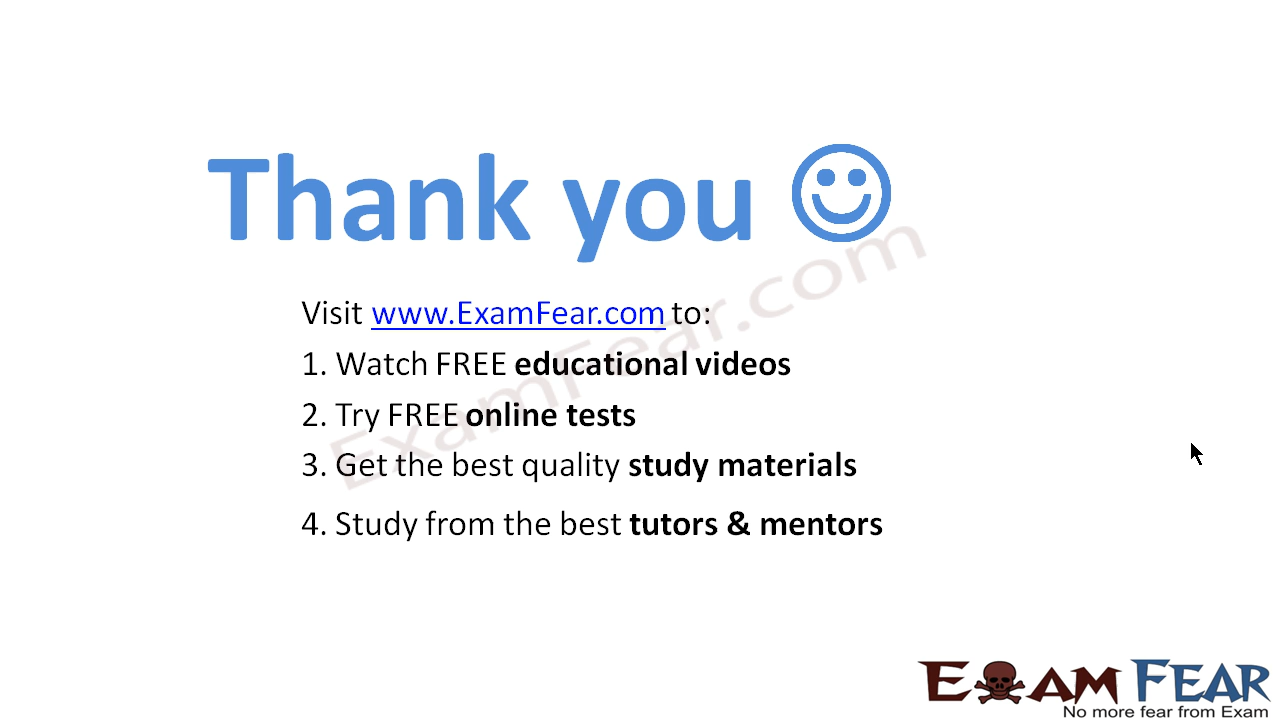 Thank you
Visit www.ExamFear.com to:
1. Watch FREE educational videos
2. Try FREE online tests
3. Get the best quality study materials
4. Study from the best tutors & mentors
ExamFear.com
EXAM FEAR
No more fear from Exam